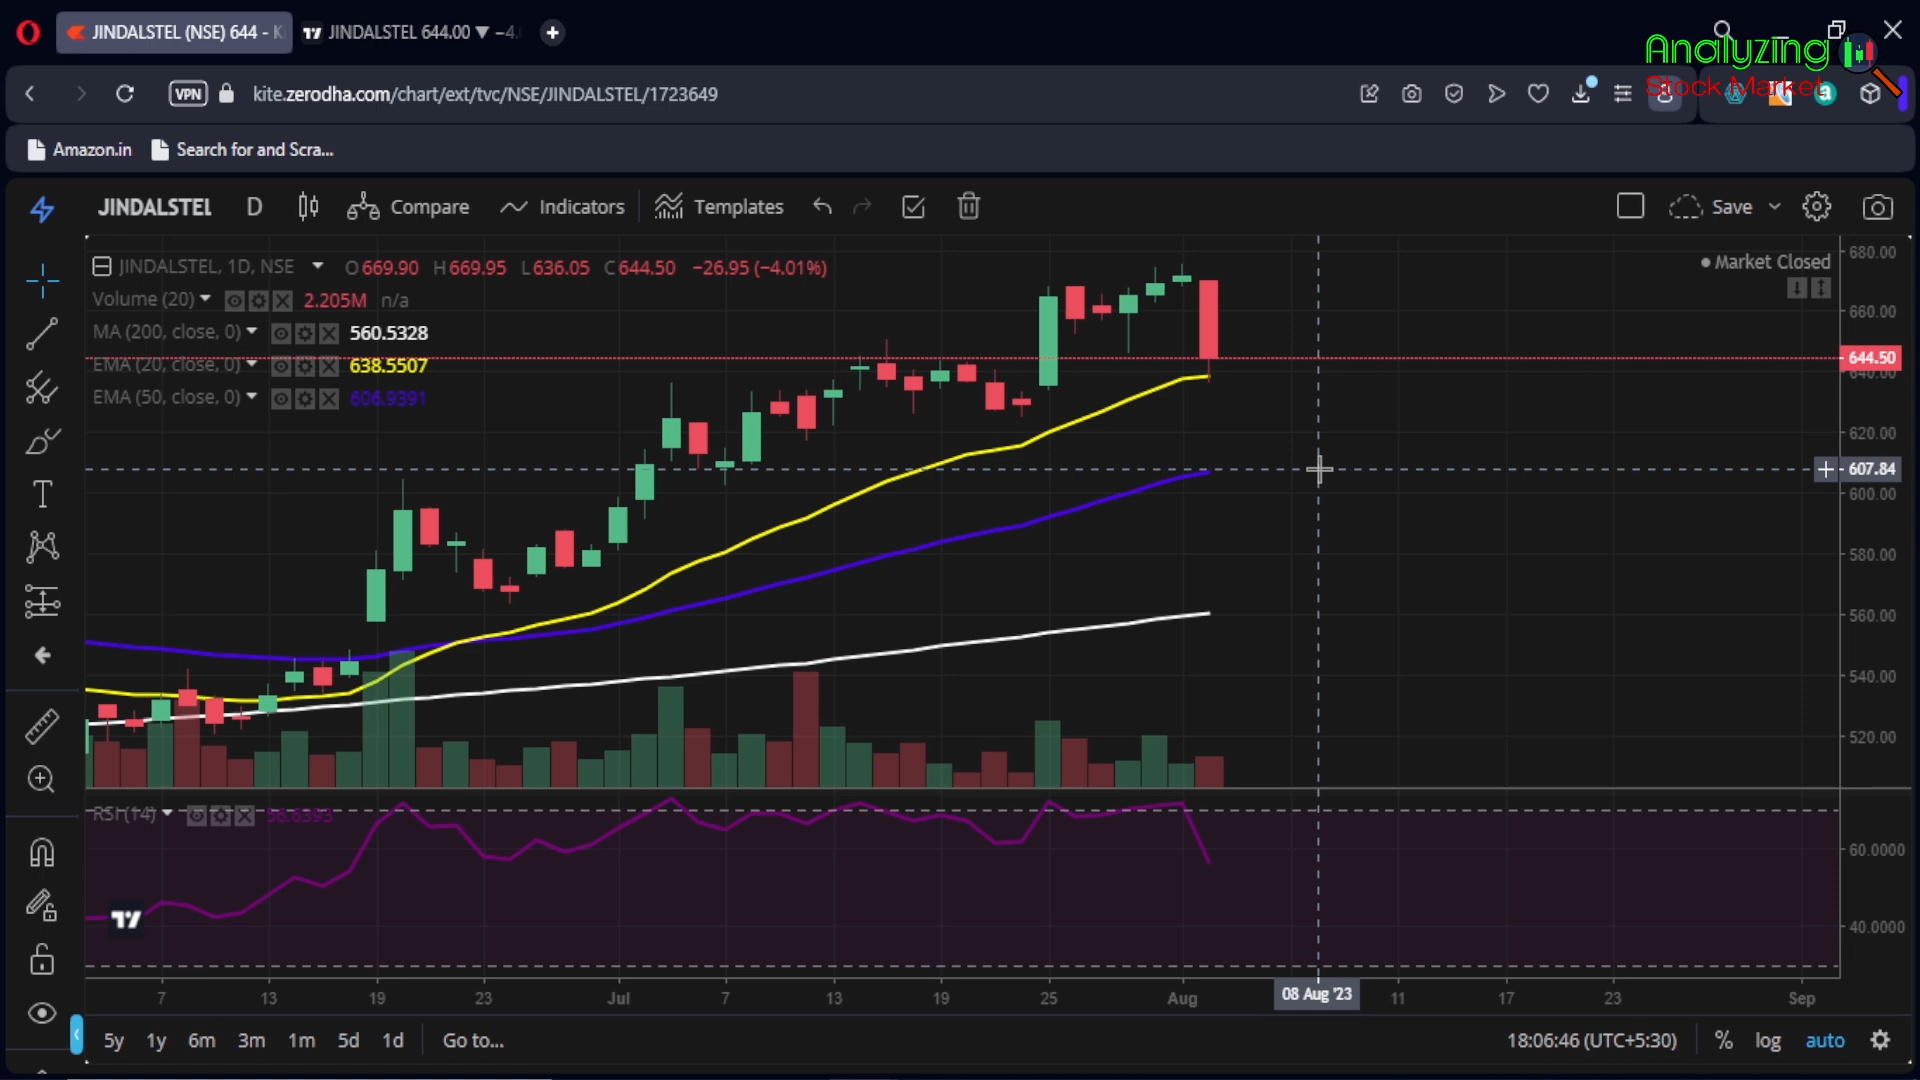 JINDALSTEL (NSE) 644 - K
JINDALSTEL 644.00 ▼ −4.
Analyzing
Stock Market
VPN
kite.zerodha.com/chart/ext/tvc/NSE/JINDALSTEL/1723649
Amazon.in
Search for and Scra...
JINDALSTEL
D
Compare
Indicators
Templates
Save
JINDALSTEL, 1D, NSE
O669.90 H669.95 L636.05 C644.50 −26.95 (−4.01%)
Market Closed
Volume (20)
2.205M n/a
MA (200, close, 0)
560.5328
EMA (20, close, 0)
638.5507
EMA (50, close, 0)
606.9391
680.00
660.00
644.50
640.00
620.00
607.84
600.00
580.00
560.00
540.00
520.00
RSI (14)
56.6393
60.0000
40.0000
7
13
19
23
Jul
7
13
19
25
Aug
08 Aug '23
11
17
23
Sep
5y 1y 6m 3m 1m 5d 1d Go to...
18:06:46 (UTC+5:30) % log auto